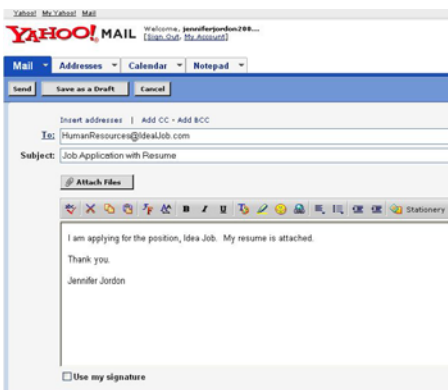 Yahoo! My Yahoo! Mail
YAHOO! MAIL
Welcome, jenniferjordon200...
[Sign Out, My Account]
Mail Addresses Calendar Notepad
Send Save as a Draft Cancel
Insert addresses | Add CC - Add BCC
To: HumanResources@IdealJob.com
Subject: Job Application with Resume
Attach Files
B I U Stationery
I am applying for the position, Idea Job. My resume is attached.
Thank you.
Jennifer Jordon
Use my signature